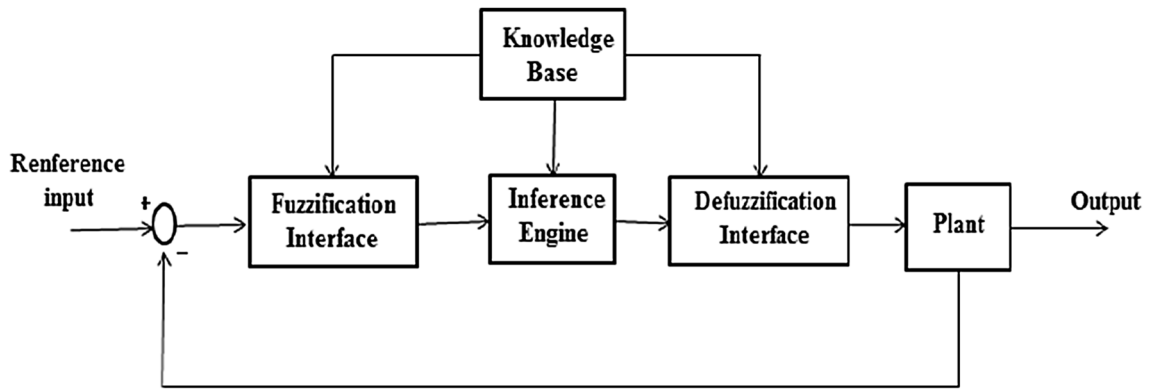 Knowledge
Base
Renference
input
+
−
Fuzzification
Interface
Inference
Engine
Defuzzification
Interface
Plant
Output